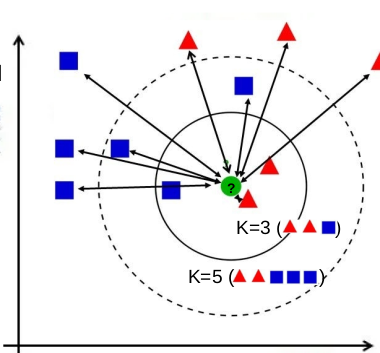 ?
K=3 ( )
K=5 ( )